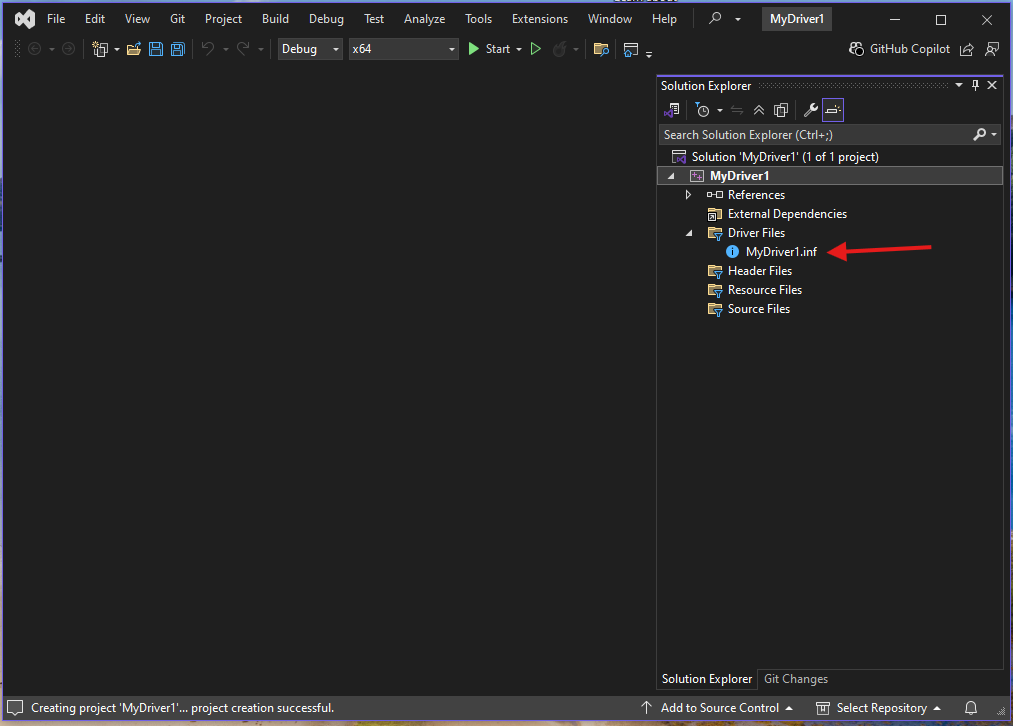 File Edit View Git Project Build Debug Test Analyze Tools Extensions Window Help MyDriver1
Debug x64 Start GitHub Copilot
Solution Explorer
Search Solution Explorer (Ctrl+;)
Solution 'MyDriver1' (1 of 1 project)
MyDriver1
References
External Dependencies
Driver Files
MyDriver1.inf
Header Files
Resource Files
Source Files
Solution Explorer Git Changes
Creating project 'MyDriver1'... project creation successful. Add to Source Control Select Repository